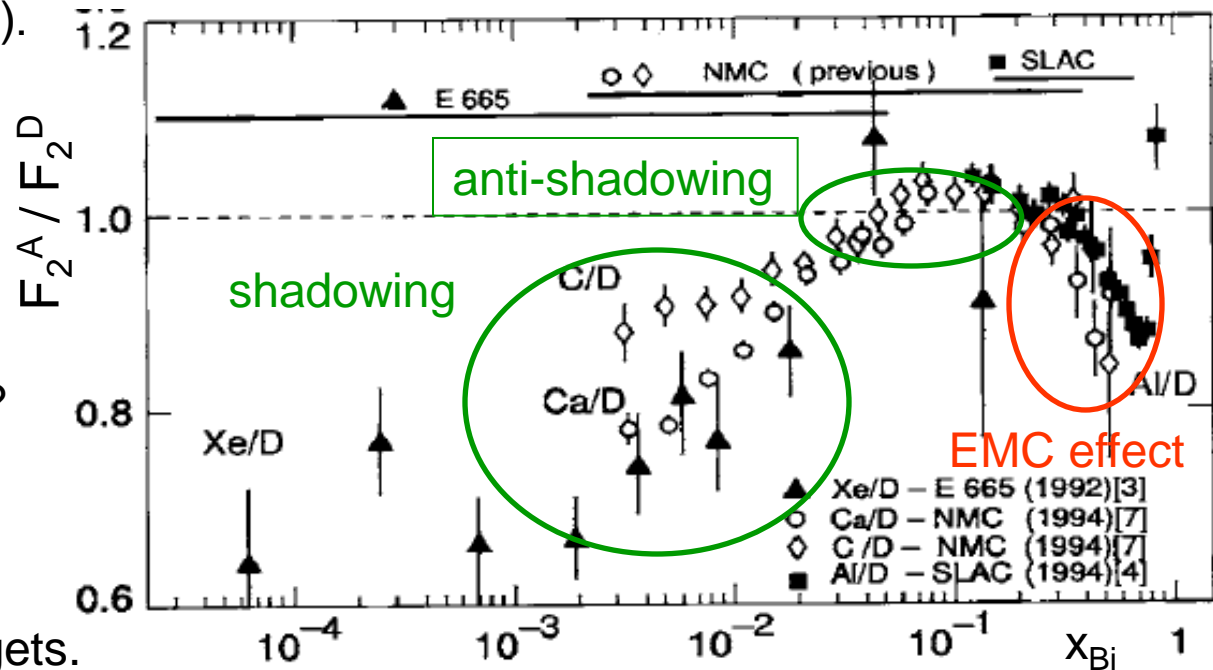 ).
1.2
SLAC
NMC ( previous )
E 665
F₂ᴬ / F₂ᴰ
anti-shadowing
1.0
C/D
shadowing
Ca/D
Al/D
0.8
Xe/D
EMC effect
Xe/D – E 665 (1992)[3]
Ca/D – NMC (1994)[7]
C/D – NMC (1994)[7]
Al/D – SLAC (1994)[4]
0.6
gets.
10⁻⁴ 10⁻³ 10⁻² 10⁻¹ x_Bj 1